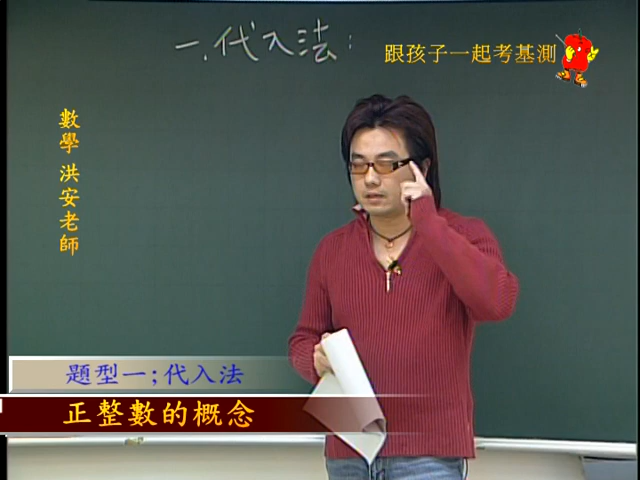 一. 代入法:
跟孩子一起考基測
數學 洪安老師
題型一;代入法
正整數的概念